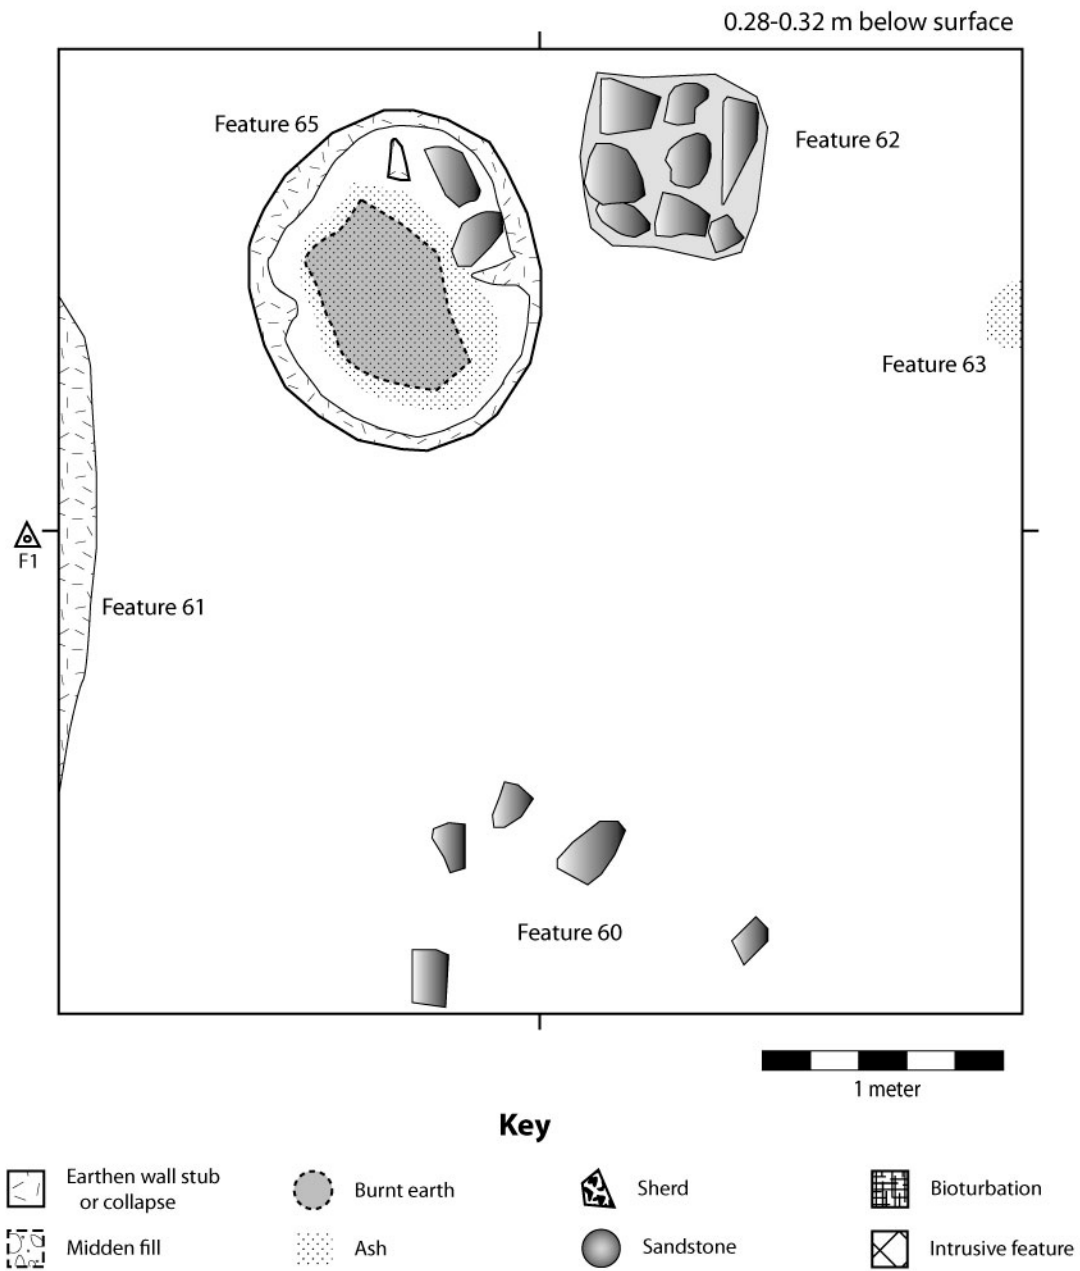 0.28-0.32 m below surface
Feature 65
Feature 62
Feature 63
F1
Feature 61
Feature 60
1 meter
Key
Earthen wall stub
or collapse
Burnt earth
Sherd
Bioturbation
Midden fill
Ash
Sandstone
Intrusive feature